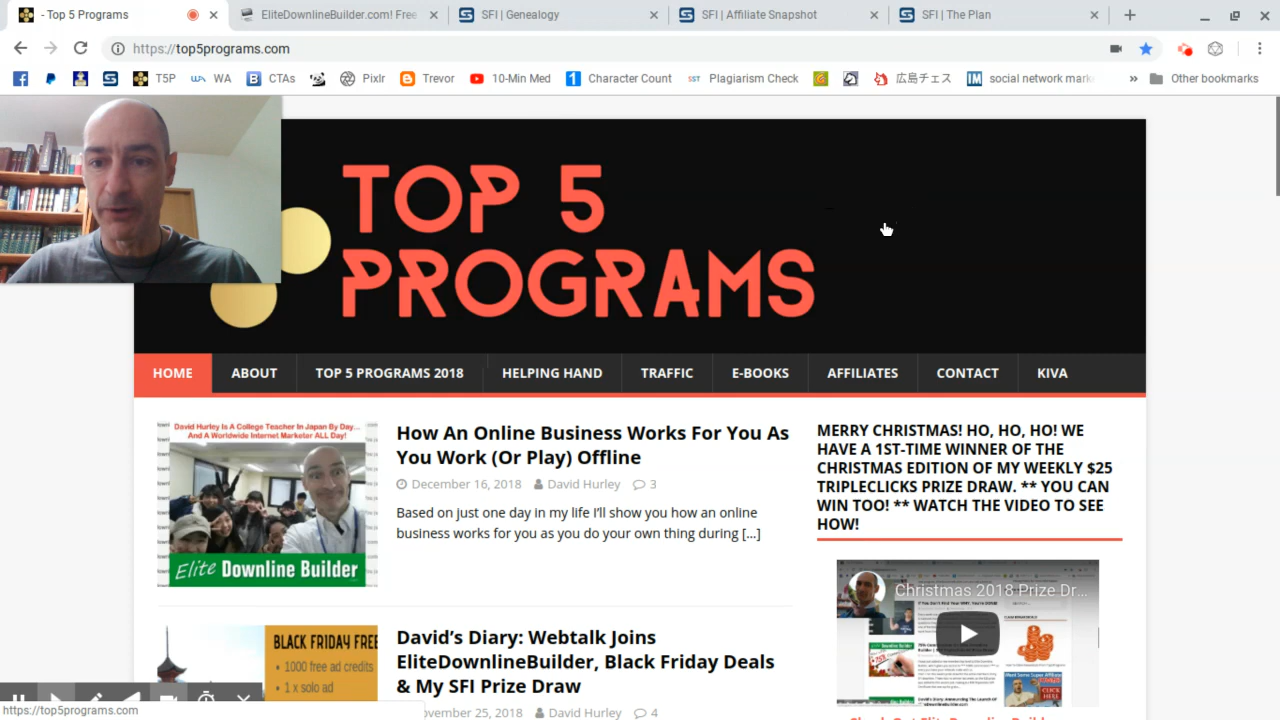 - Top 5 Programs
EliteDownlineBuilder.com! Free
SFI | Genealogy
SFI | Affiliate Snapshot
SFI | The Plan
https://top5programs.com
T5P
WA
CTAs
Pixlr
Trevor
10-Min Med
Character Count
Plagiarism Check
広島チェス
social network mark
Other bookmarks
TOP 5
PROGRAMS
HOME
ABOUT
TOP 5 PROGRAMS 2018
HELPING HAND
TRAFFIC
E-BOOKS
AFFILIATES
CONTACT
KIVA
David Hurley Is A College Teacher In Japan By Day...
And A Worldwide Internet Marketer ALL Day!
Elite Downline Builder
How An Online Business Works For You As
You Work (Or Play) Offline
December 16, 2018
David Hurley
3
Based on just one day in my life I'll show you how an online
business works for you as you do your own thing during [...]
MERRY CHRISTMAS! HO, HO, HO! WE
HAVE A 1ST-TIME WINNER OF THE
CHRISTMAS EDITION OF MY WEEKLY $25
TRIPLECLICKS PRIZE DRAW. ** YOU CAN
WIN TOO! ** WATCH THE VIDEO TO SEE
HOW!
Christmas 2018 Prize Dr...
BLACK FRIDAY FREE
• 1000 free ad credits
• 1 x solo ad
David's Diary: Webtalk Joins
EliteDownlineBuilder, Black Friday Deals
& My SFI Prize Draw
ovember 25, 2018
David Hurley
4
https://top5programs.com